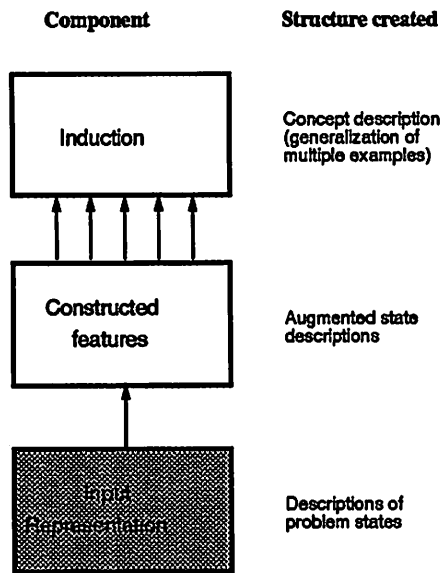 Component Structure created
Induction
Concept description
(generalization of
multiple examples)
Constructed
features
Augmented state
descriptions
Input
Representation
Descriptions of
problem states